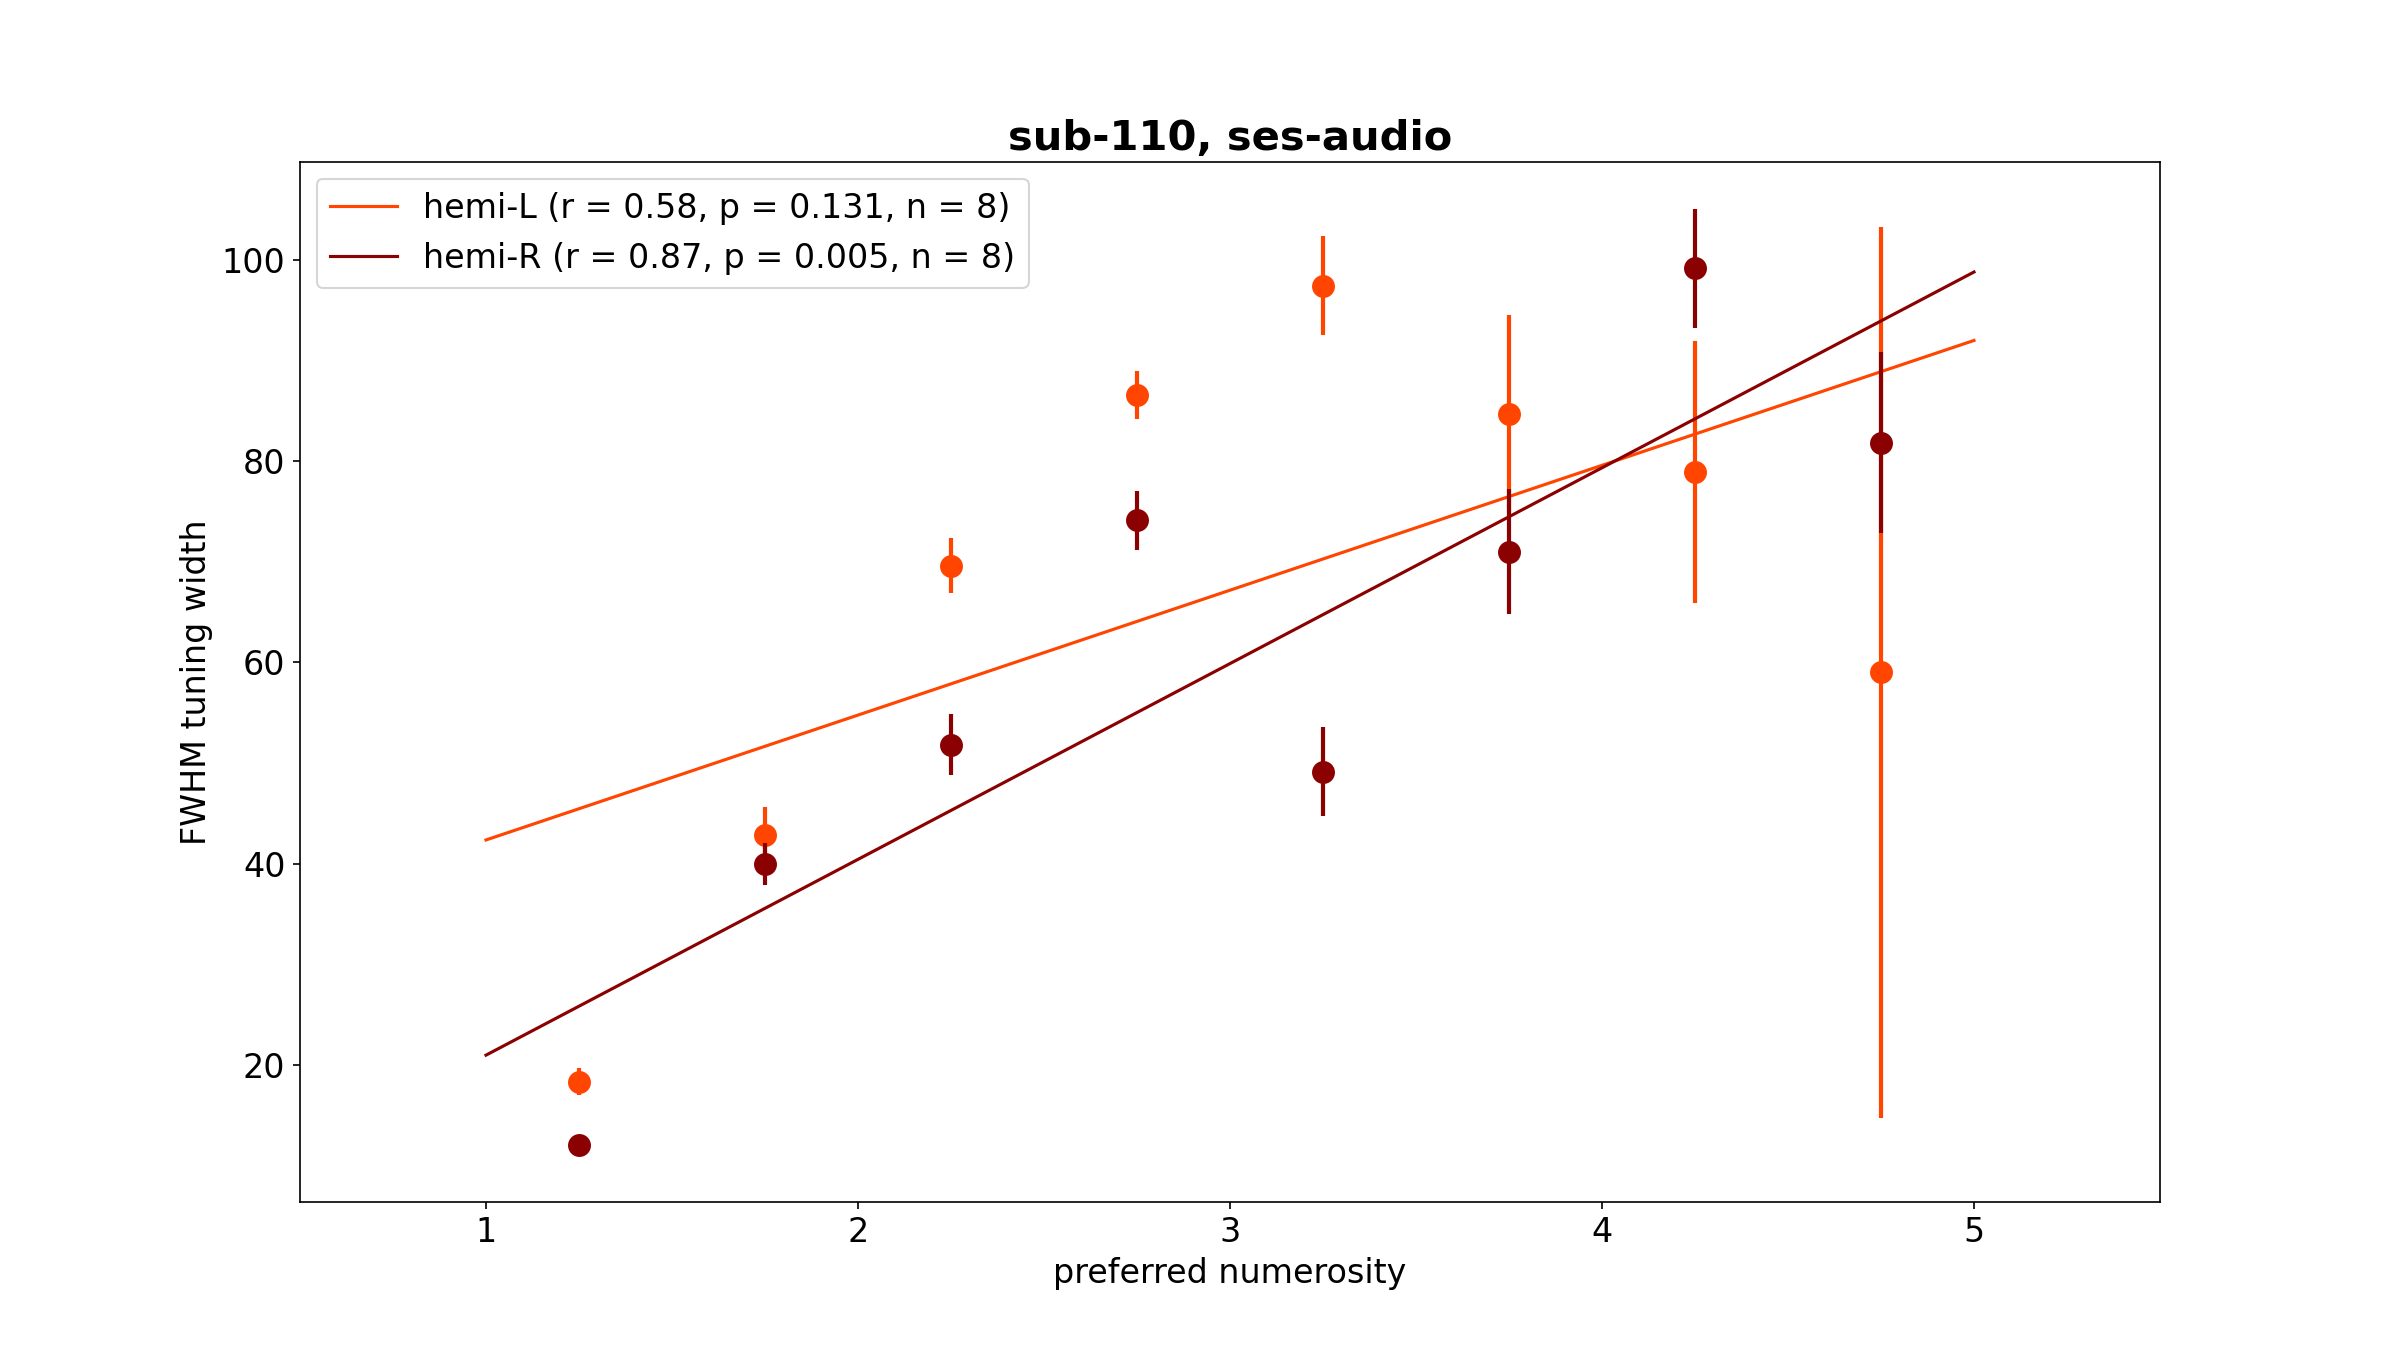 sub-110, ses-audio
hemi-L (r = 0.58, p = 0.131, n = 8)
hemi-R (r = 0.87, p = 0.005, n = 8)
FWHM tuning width
100
80
60
40
20
1 2 3 4 5
preferred numerosity